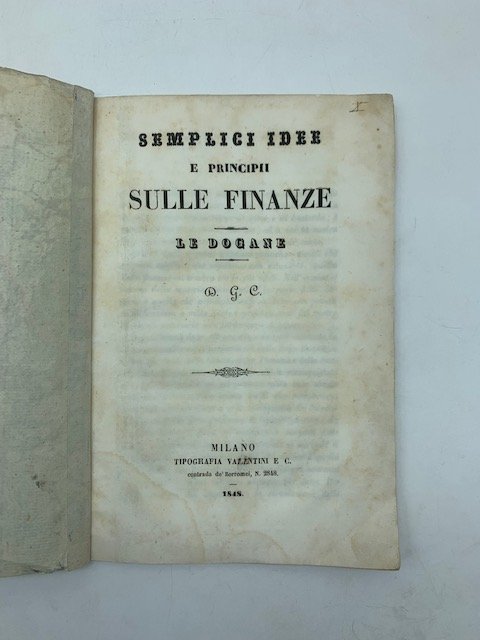 SEMPLICI IDEE
E PRINCIPII
SULLE FINANZE
LE DOGANE
D. G. C.
MILANO
TIPOGRAFIA VALENTINI E C.
contrada de' Borromei, N. 2848.
1848.